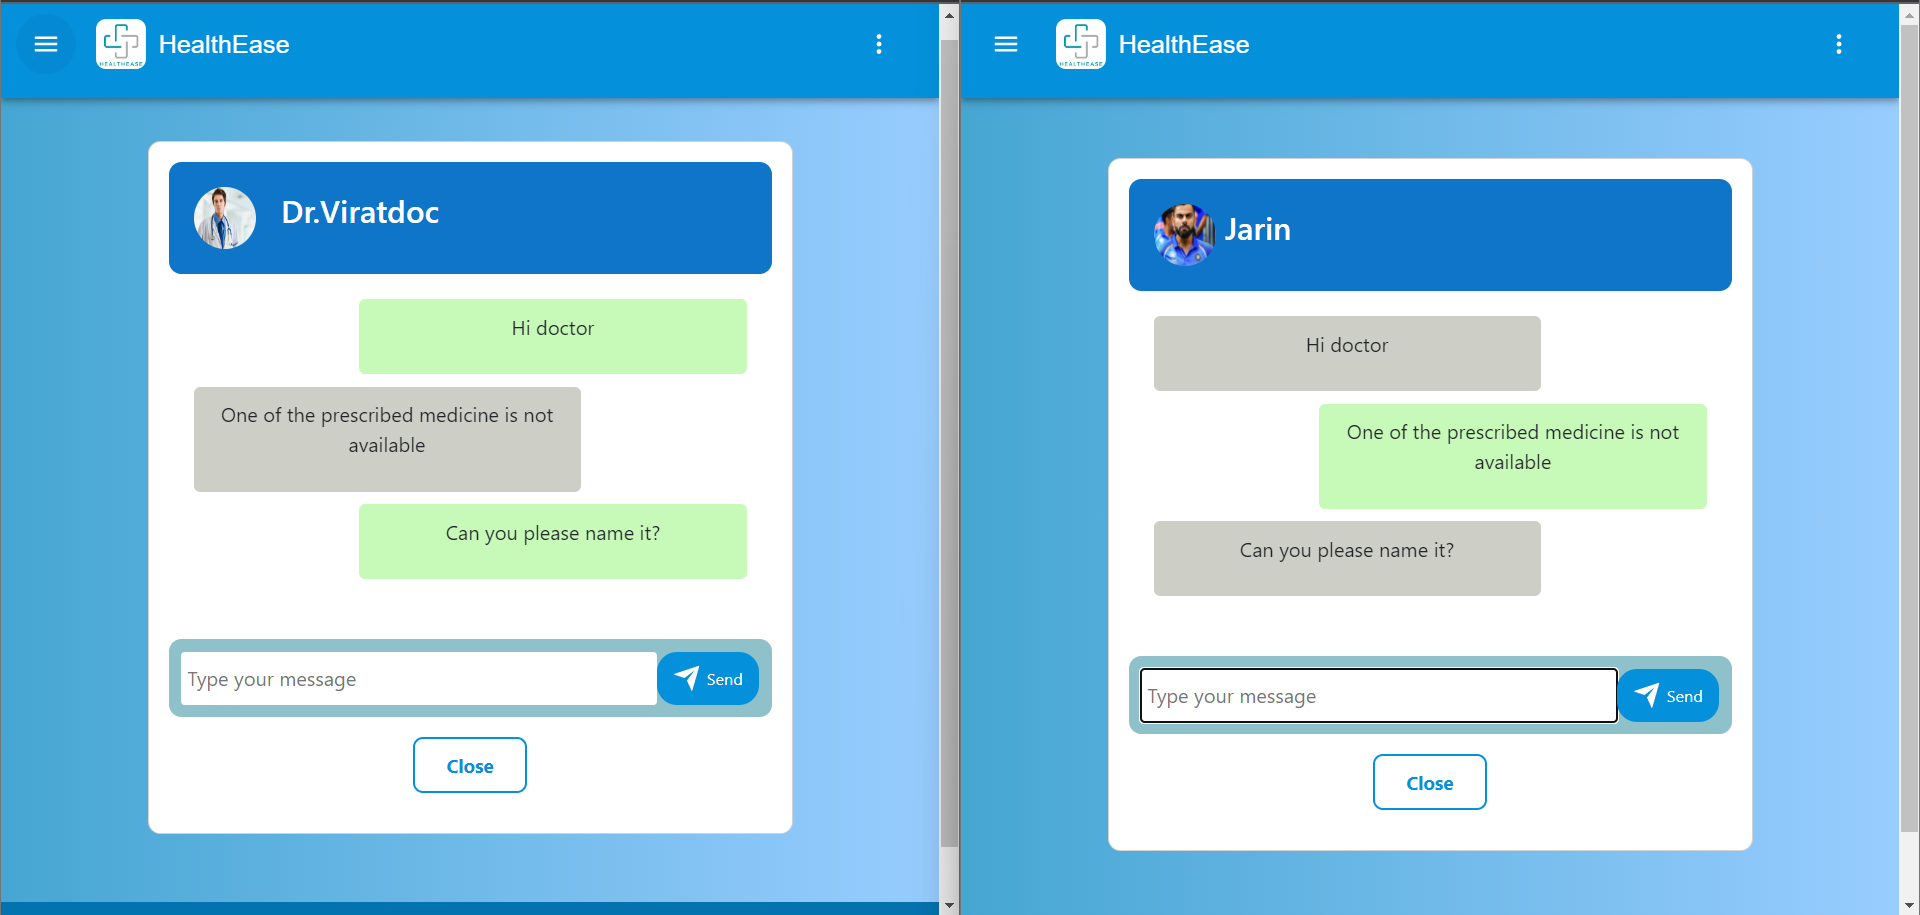 HEALTHEASE
HealthEase
Dr.Viratdoc
Hi doctor
One of the prescribed medicine is not
available
Can you please name it?
Type your message
Send
Close
HEALTHEASE
HealthEase
Jarin
Hi doctor
One of the prescribed medicine is not
available
Can you please name it?
Type your message
Send
Close